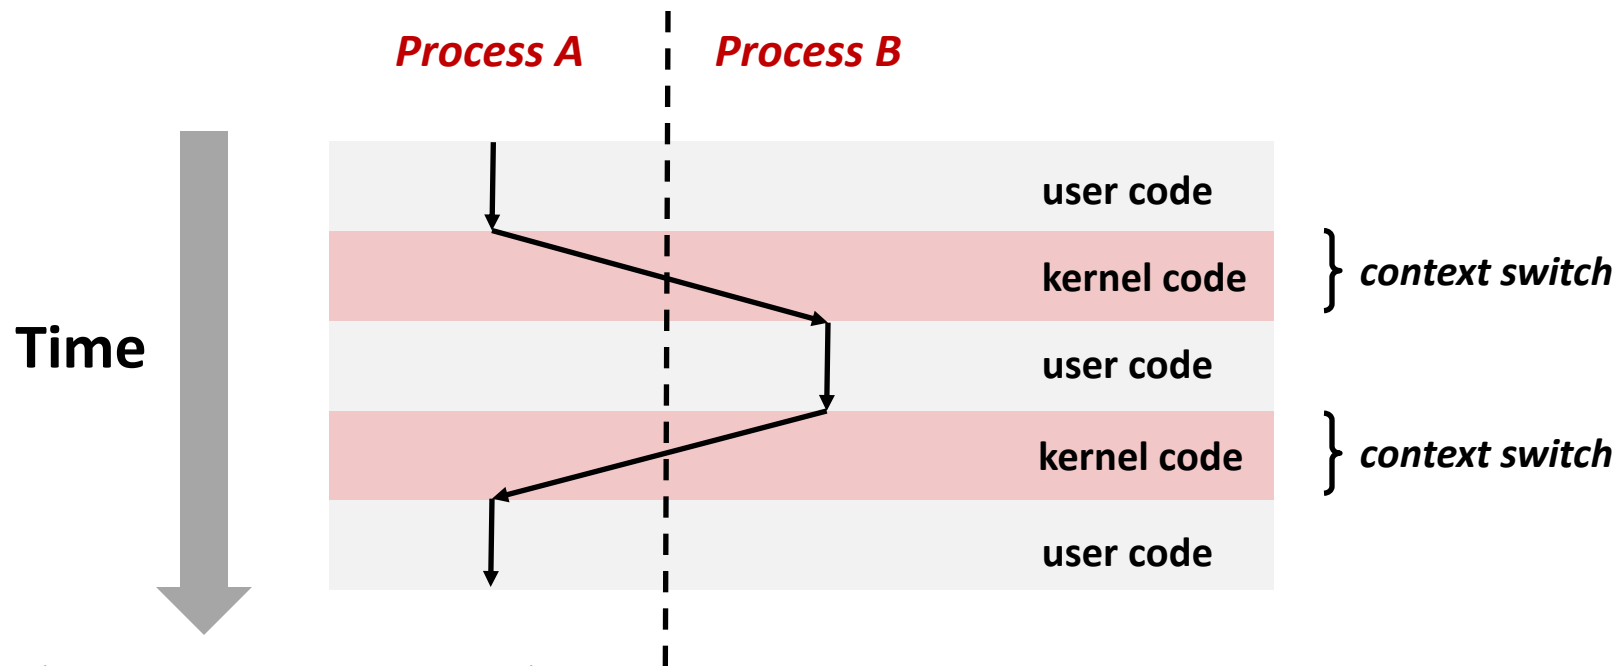 Process A
Process B
user code
kernel code
context switch
Time
user code
kernel code
context switch
user code